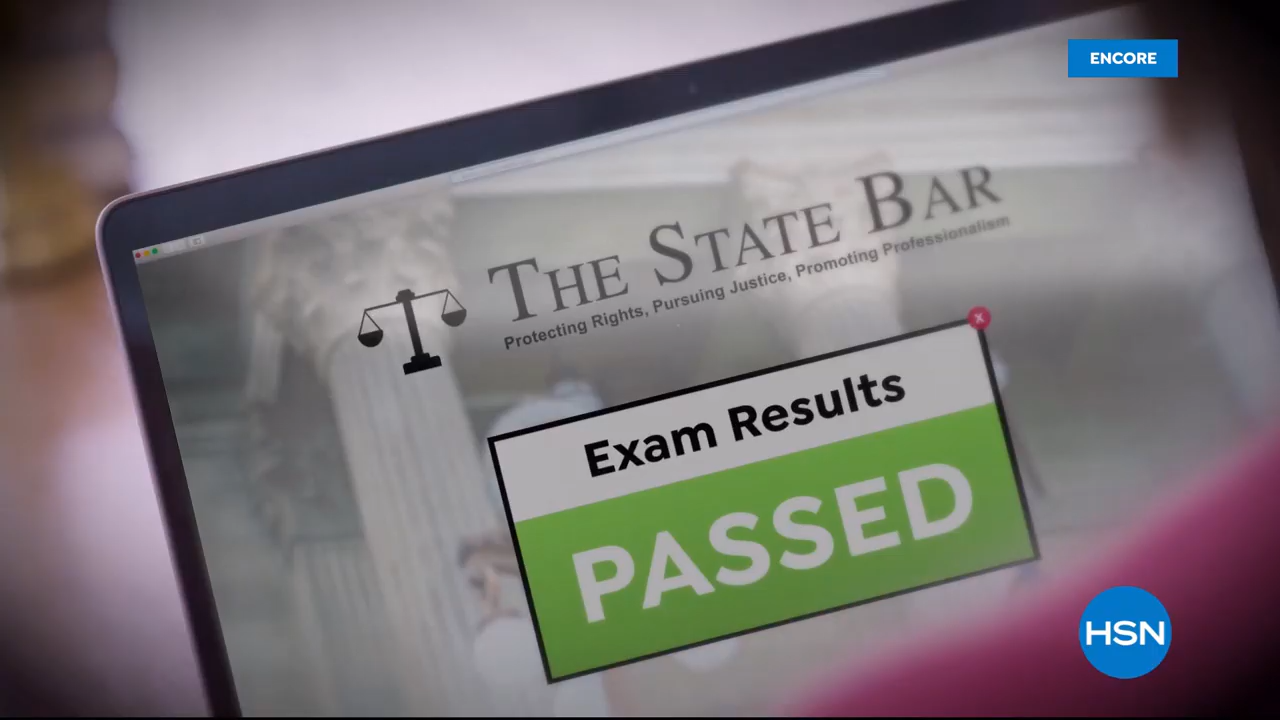 ENCORE
THE STATE BAR
Protecting Rights, Pursuing Justice, Promoting Professionalism
x
Exam Results
PASSED
HSN